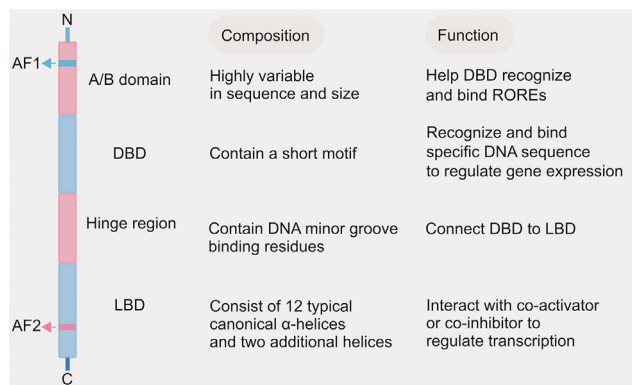 N
Composition
Function
AF1
A/B domain
Highly variable
in sequence and size
Help DBD recognize
and bind ROREs
DBD
Contain a short motif
Recognize and bind
specific DNA sequence
to regulate gene expression
Hinge region
Contain DNA minor groove
binding residues
Connect DBD to LBD
LBD
AF2
Consist of 12 typical
canonical α-helices
and two additional helices
Interact with co-activator
or co-inhibitor to
regulate transcription
C